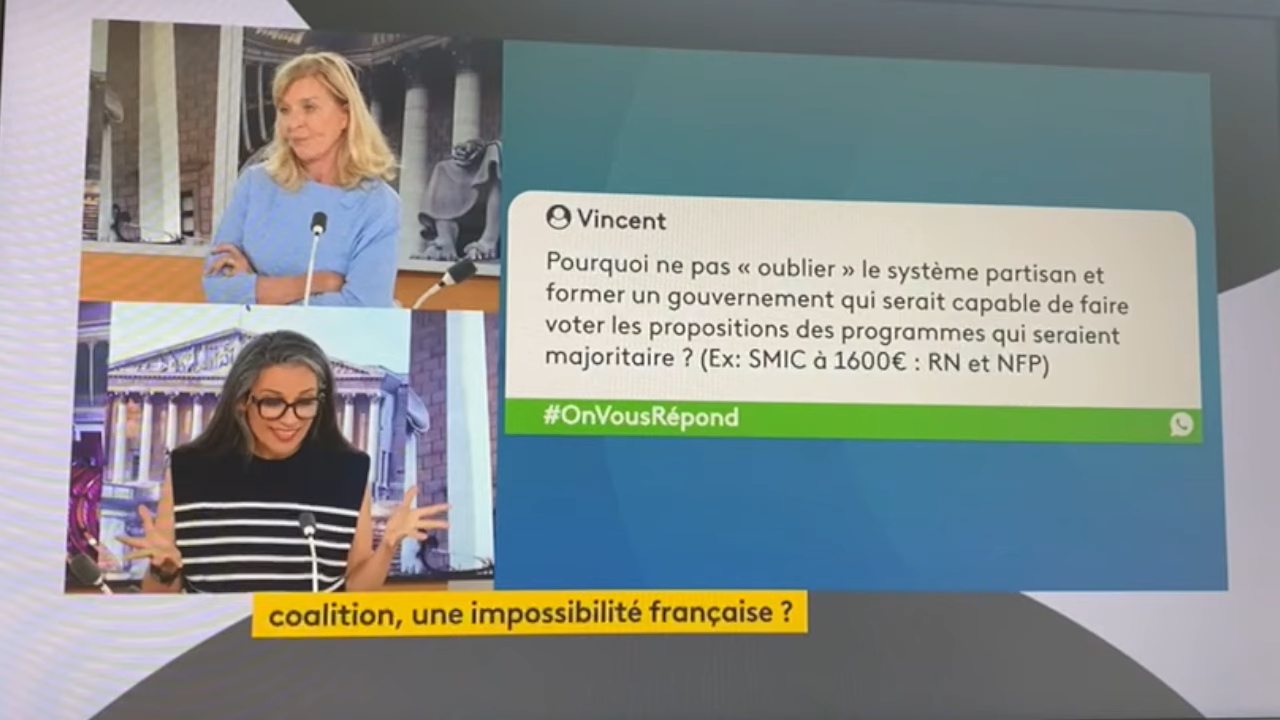 Vincent
Pourquoi ne pas « oublier » le système partisan et
former un gouvernement qui serait capable de faire
voter les propositions des programmes qui seraient
majoritaire ? (Ex: SMIC à 1600€ : RN et NFP)
#OnVousRépond
coalition, une impossibilité française ?